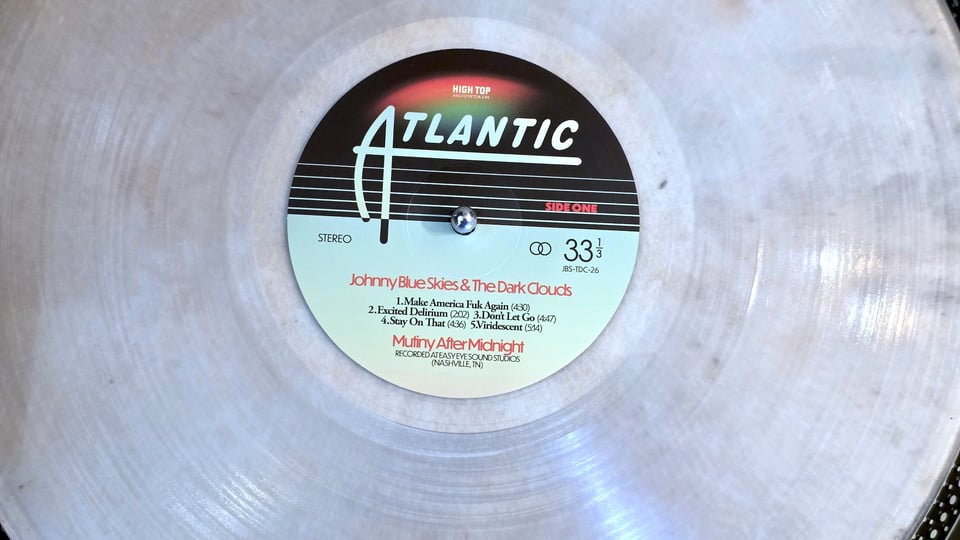 HIGH TOP
MOUNTAIN
ATLANTIC
SIDE ONE
STEREO
33 1/3
JBS-TDC-26
Johnny Blue Skies & The Dark Clouds
1. Make America Fuk Again (4:30)
2. Excited Delirium (2:02) 3. Don't Let Go (4:47)
4. Stay On That (4:36) 5. Viridescent (5:14)
Mutiny After Midnight
RECORDED AT EASY EYE SOUND STUDIOS
(NASHVILLE, TN)